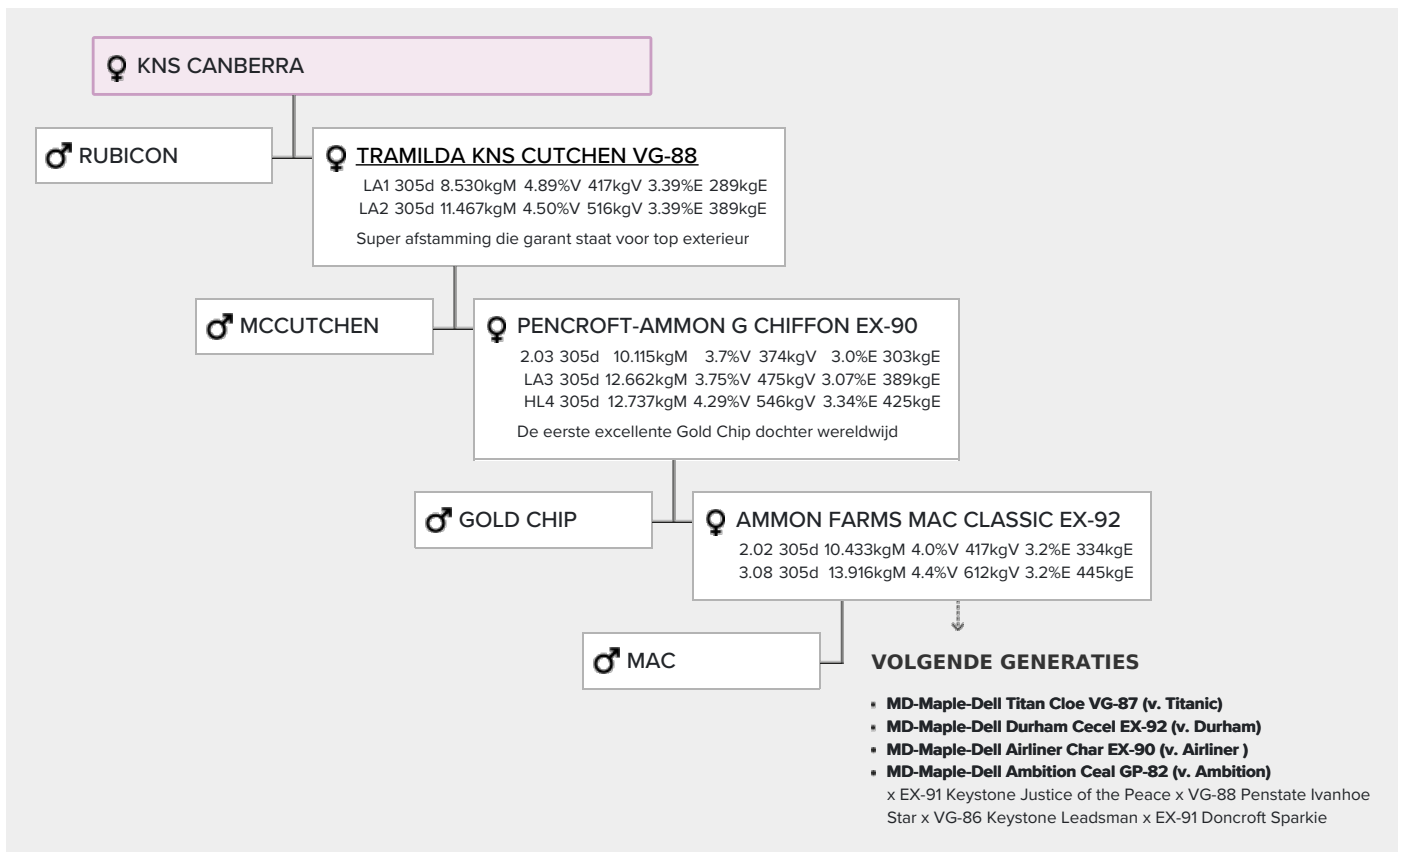 KNS CANBERRA
RUBICON
TRAMILDA KNS CUTCHEN VG-88
LA1 305d 8.530kgM 4.89%V 417kgV 3.39%E 289kgE
LA2 305d 11.467kgM 4.50%V 516kgV 3.39%E 389kgE
Super afstamming die garant staat voor top exterieur
MCCUTCHEN
PENCROFT-AMMON G CHIFFON EX-90
2.03 305d 10.115kgM 3.7%V 374kgV 3.0%E 303kgE
LA3 305d 12.662kgM 3.75%V 475kgV 3.07%E 389kgE
HL4 305d 12.737kgM 4.29%V 546kgV 3.34%E 425kgE
De eerste excellente Gold Chip dochter wereldwijd
GOLD CHIP
AMMON FARMS MAC CLASSIC EX-92
2.02 305d 10.433kgM 4.0%V 417kgV 3.2%E 334kgE
3.08 305d 13.916kgM 4.4%V 612kgV 3.2%E 445kgE
MAC
VOLGENDE GENERATIES
• MD-Maple-Dell Titan Cloe VG-87 (v. Titanic)
• MD-Maple-Dell Durham Cecel EX-92 (v. Durham)
• MD-Maple-Dell Airliner Char EX-90 (v. Airliner )
• MD-Maple-Dell Ambition Ceal GP-82 (v. Ambition)
x EX-91 Keystone Justice of the Peace x VG-88 Penstate Ivanhoe
Star x VG-86 Keystone Leadsman x EX-91 Doncroft Sparkie